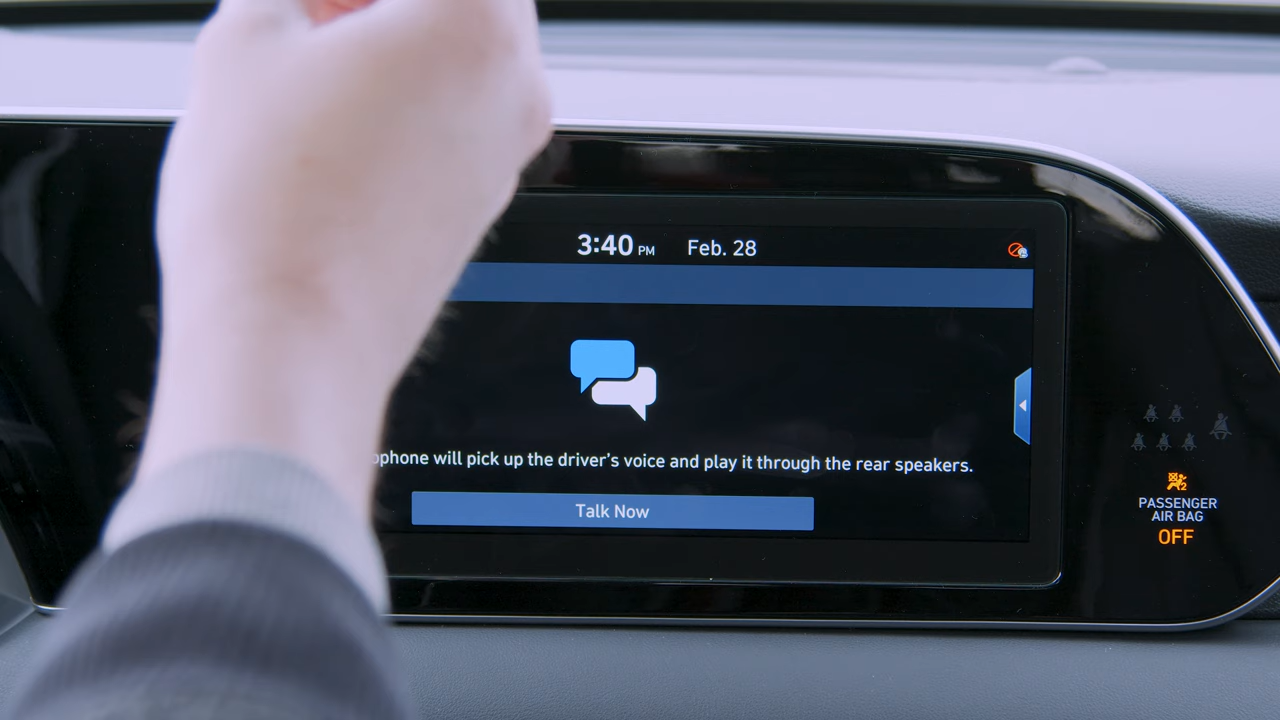 3:40 PM Feb. 28
will pick up the driver's voice and play it through the rear speakers.
Talk Now
PASSENGER
AIR BAG
OFF